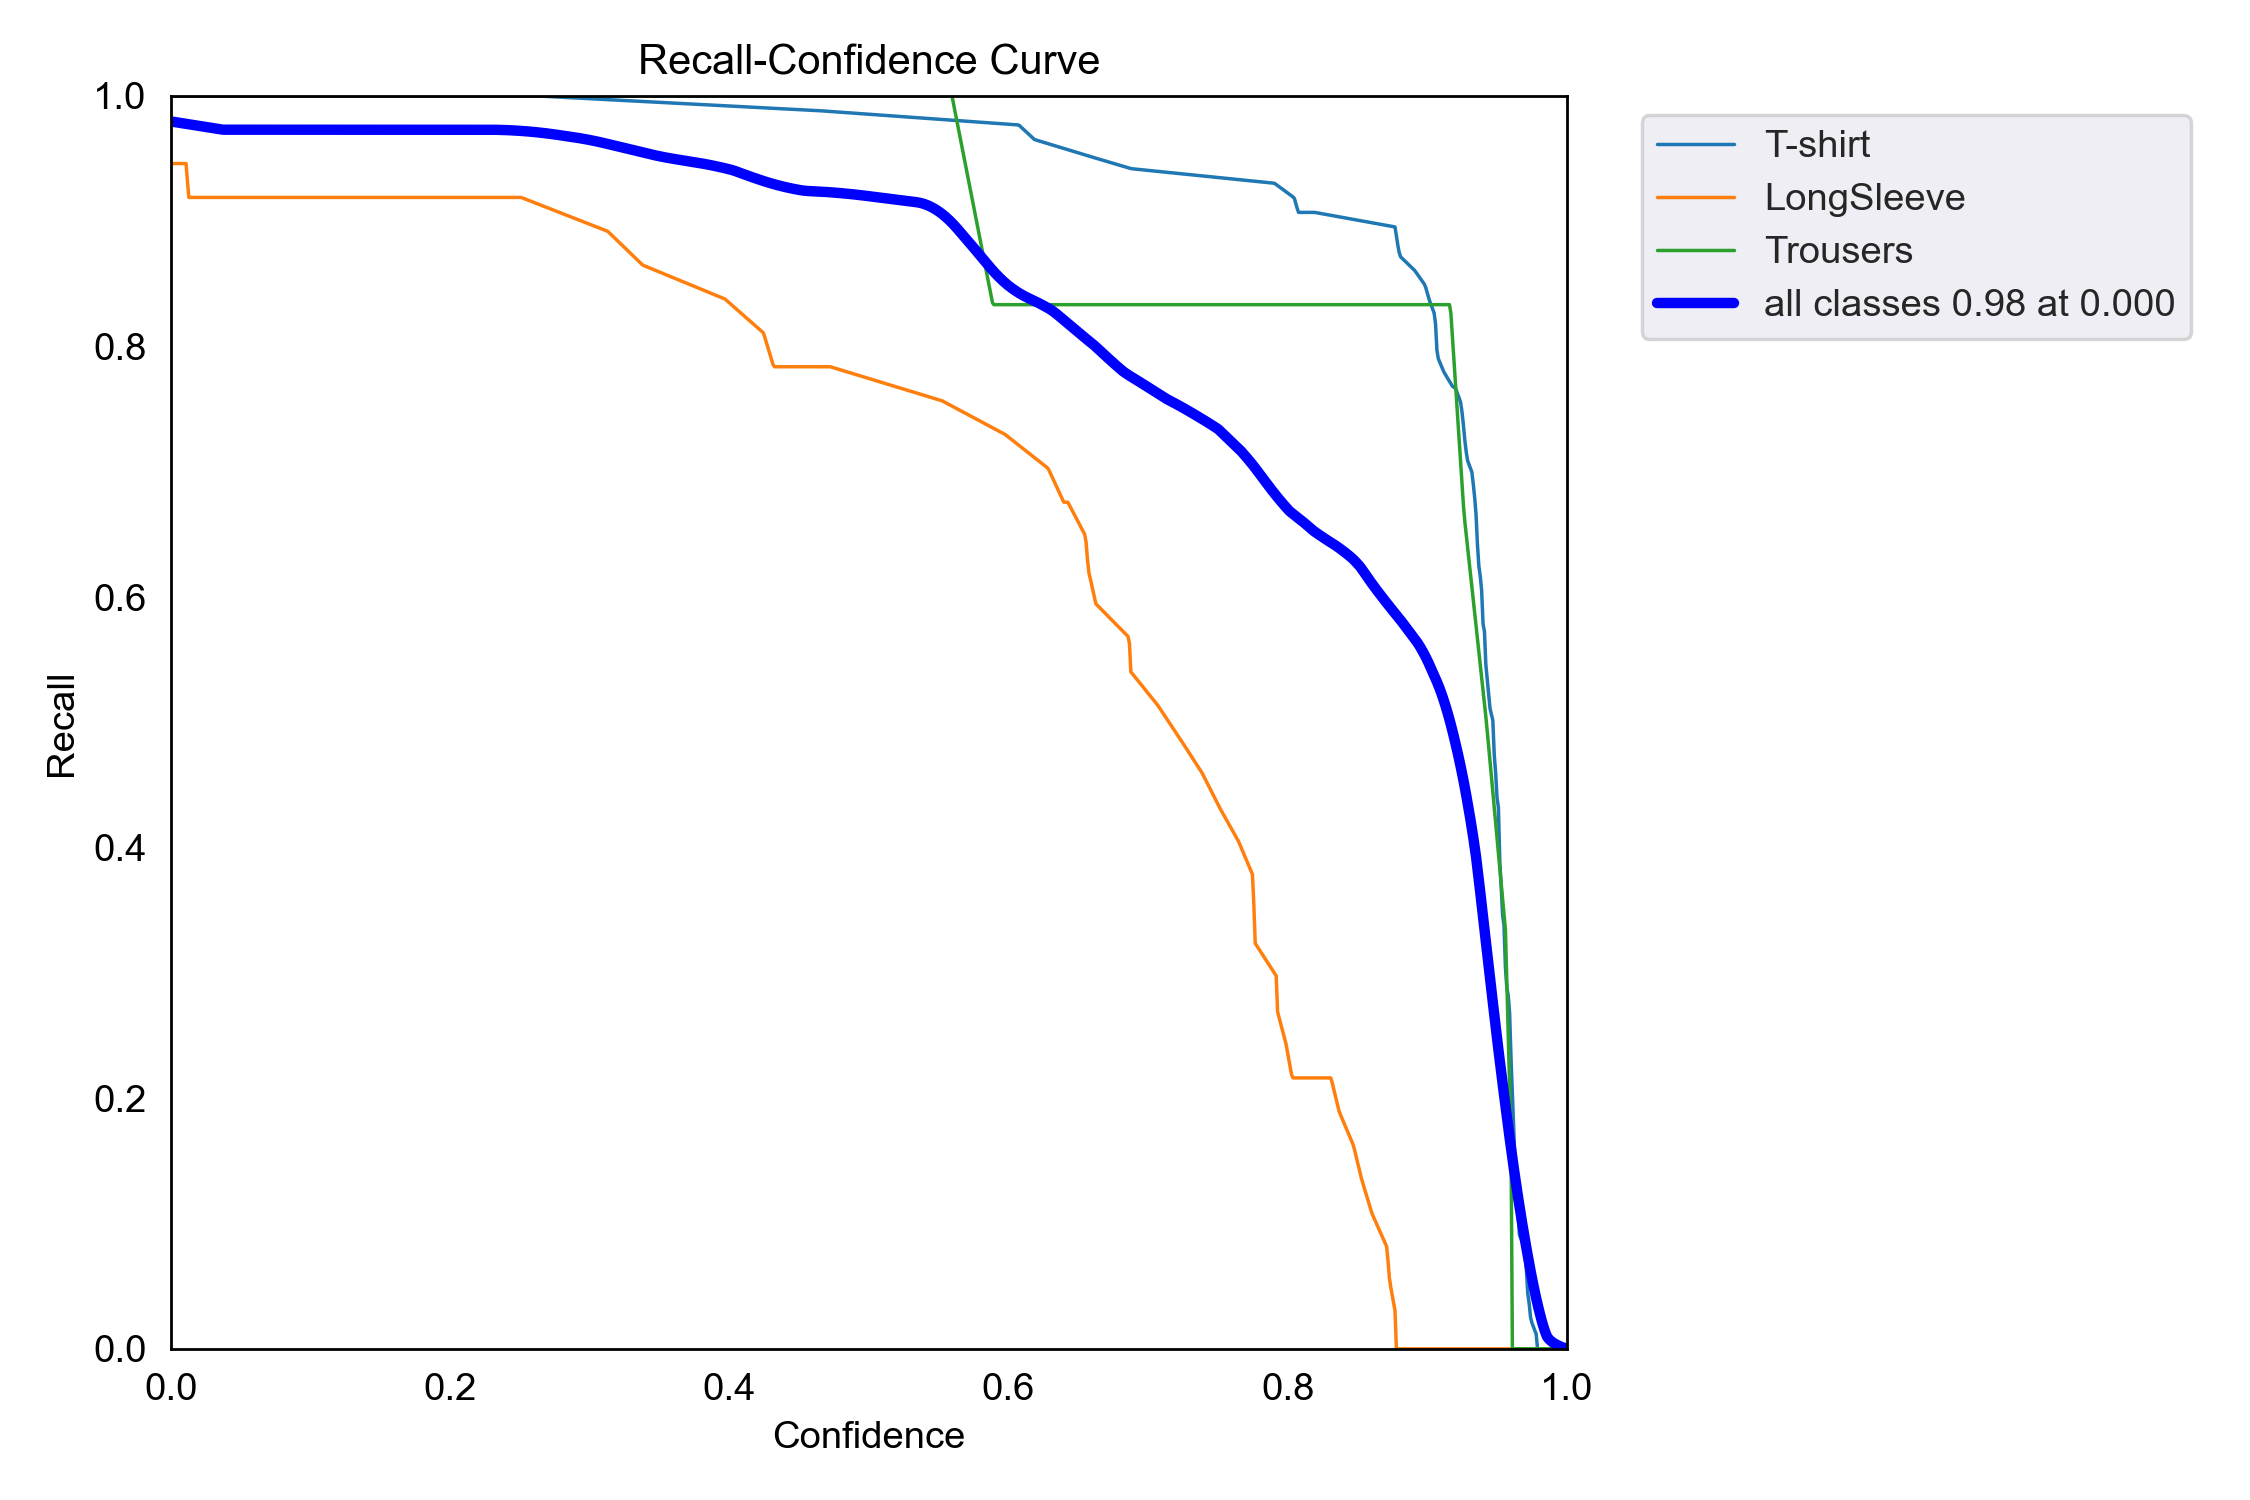 Recall-Confidence Curve
1.0
0.8
0.6
0.4
0.2
0.0
Recall
0.0 0.2 0.4 0.6 0.8 1.0
Confidence
T-shirt
LongSleeve
Trousers
all classes 0.98 at 0.000